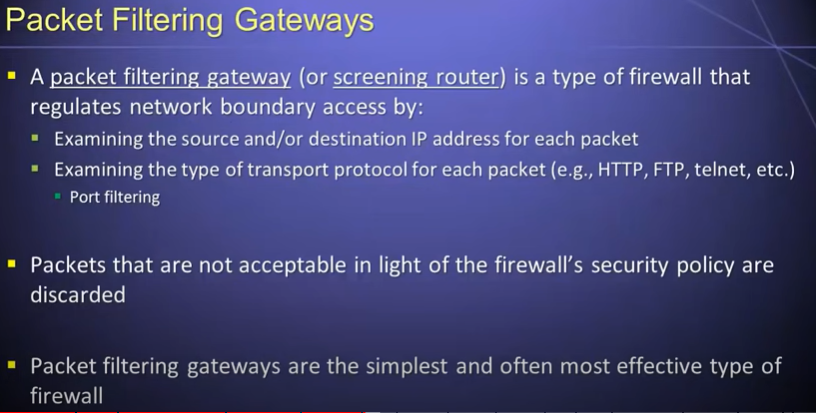 Packet Filtering Gateways
A packet filtering gateway (or screening router) is a type of firewall that
regulates network boundary access by:
Examining the source and/or destination IP address for each packet
Examining the type of transport protocol for each packet (e.g., HTTP, FTP, telnet, etc.)
Port filtering
Packets that are not acceptable in light of the firewall's security policy are
discarded
Packet filtering gateways are the simplest and often most effective type of
firewall